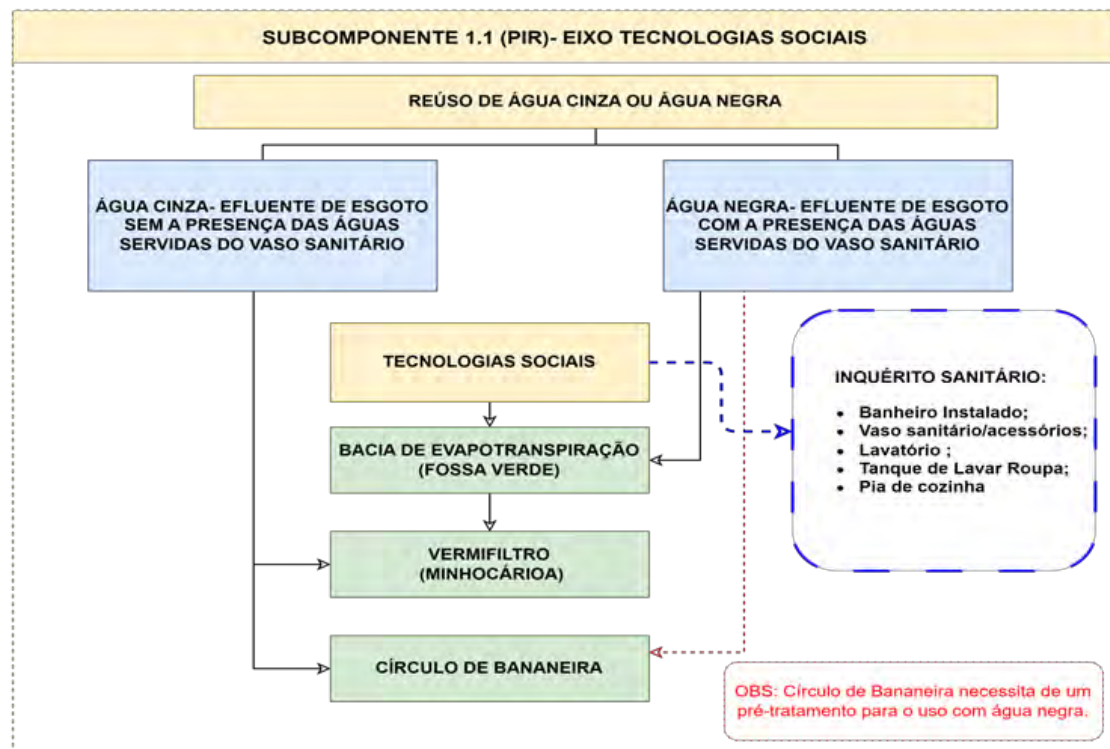 SUBCOMPONENTE 1.1 (PIR)- EIXO TECNOLOGIAS SOCIAIS
REÚSO DE ÁGUA CINZA OU ÁGUA NEGRA
ÁGUA CINZA- EFLUENTE DE ESGOTO
SEM A PRESENÇA DAS ÁGUAS
SERVIDAS DO VASO SANITÁRIO
ÁGUA NEGRA- EFLUENTE DE ESGOTO
COM A PRESENÇA DAS ÁGUAS
SERVIDAS DO VASO SANITÁRIO
TECNOLOGIAS SOCIAIS
BACIA DE EVAPOTRANSPIRAÇÃO
(FOSSA VERDE)
VERMIFILTRO
(MINHOCÁRIOA)
CÍRCULO DE BANANEIRA
INQUÉRITO SANITÁRIO:
• Banheiro Instalado;
• Vaso sanitário/acessórios;
• Lavatório ;
• Tanque de Lavar Roupa;
• Pia de cozinha
OBS: Círculo de Bananeira necessita de um
pré-tratamento para o uso com água negra.